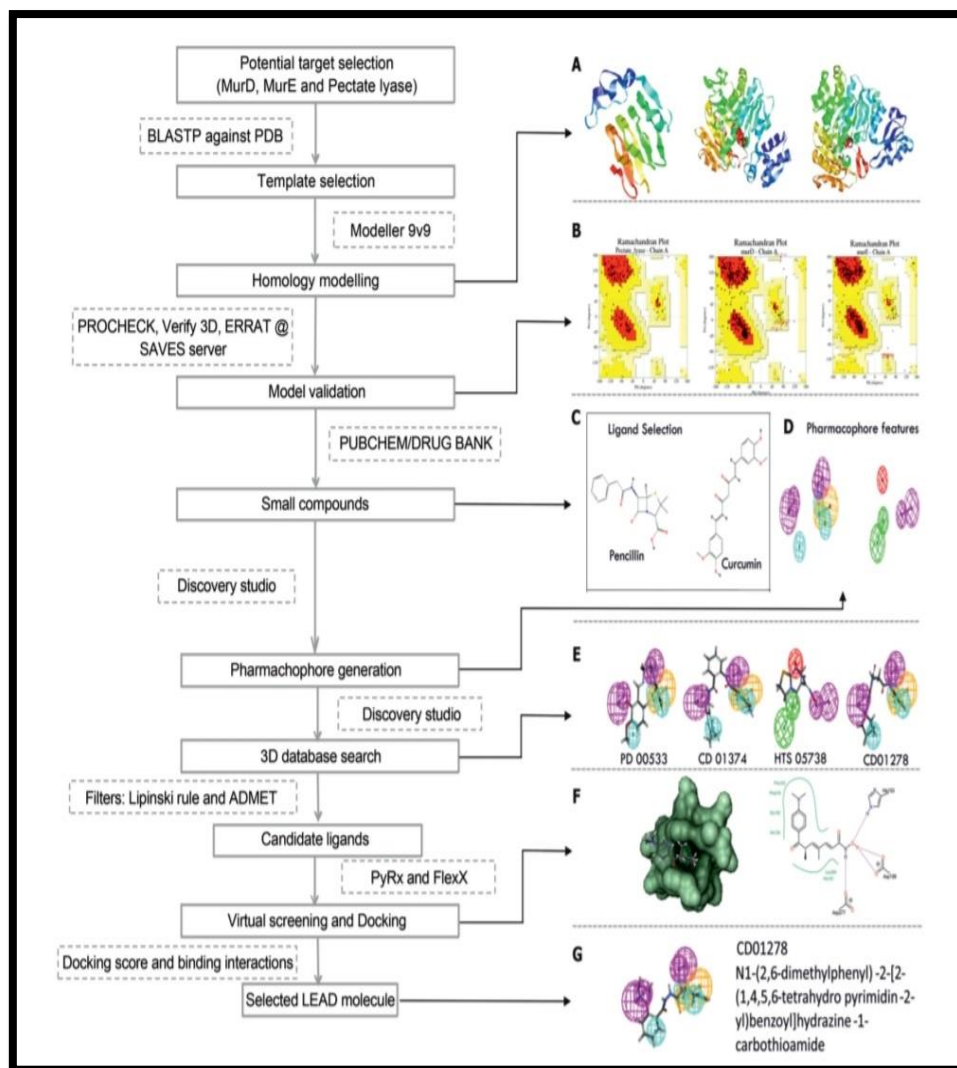 Potential target selection
(MurD, MurE and Pectate lyase)
BLASTP against PDB
Template selection
Modeller 9v9
Homology modelling
PROCHECK, Verify 3D, ERRAT @
SAVES server
Model validation
PUBCHEM/DRUG BANK
Small compounds
Discovery studio
Pharmachophore generation
Discovery studio
3D database search
Filters: Lipinski rule and ADMET
Candidate ligands
PyRx and FlexX
Virtual screening and Docking
Docking score and binding interactions
Selected LEAD molecule
A
B
Ramachandran Plot
Pectate_lyase - Chain A
Ramachandran Plot
murD - Chain A
Ramachandran Plot
murE - Chain A
C
Ligand Selection
Pencillin
Curcumin
D
Pharmacophore features
E
PD 00533
CD 01374
HTS 05738
CD01278
F
G
CD01278
N1-(2,6-dimethylphenyl) -2-[2-
(1,4,5,6-tetrahydro pyrimidin -2-
yl)benzoyl]hydrazine -1-
carbothioamide